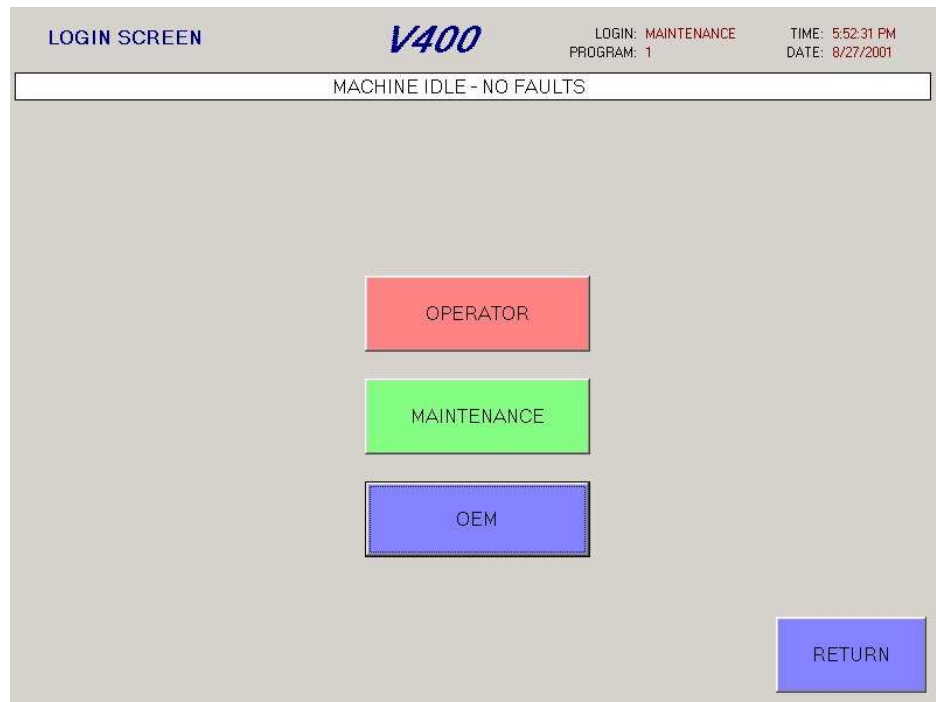 LOGIN SCREEN
V400
LOGIN: MAINTENANCE
PROGRAM: 1
TIME: 5:52:31 PM
DATE: 8/27/2001
MACHINE IDLE - NO FAULTS
OPERATOR
MAINTENANCE
OEM
RETURN